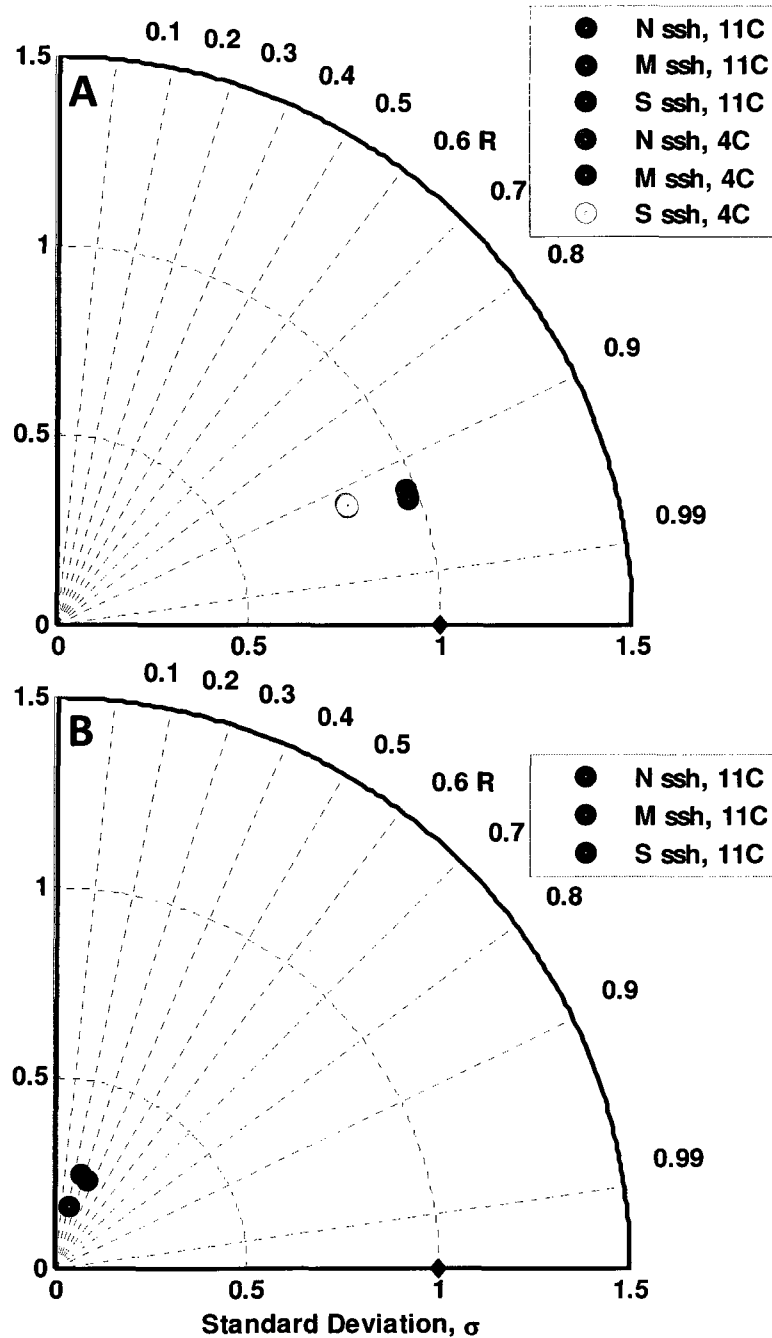 A
0.1
0.2
0.3
0.4
0.5
0.6 R
0.7
0.8
0.9
0.99
1.5
1
0.5
0
0
0.5
1
1.5
N ssh, 11C
M ssh, 11C
S ssh, 11C
N ssh, 4C
M ssh, 4C
S ssh, 4C
B
0.1
0.2
0.3
0.4
0.5
0.6 R
0.7
0.8
0.9
0.99
1.5
1
0.5
0
0
0.5
1
1.5
N ssh, 11C
M ssh, 11C
S ssh, 11C
Standard Deviation, σ